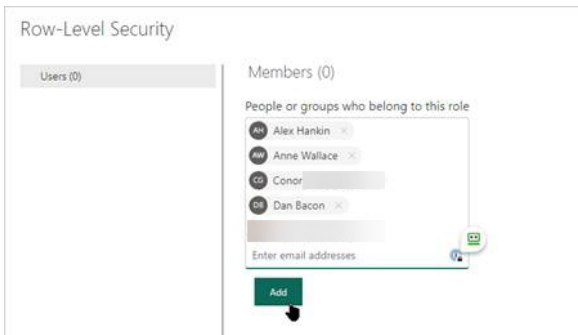 Row-Level Security
Users (0)
Members (0)
People or groups who belong to this role
AH Alex Hankin ×
AW Anne Wallace ×
CG Conor
DB Dan Bacon ×
Enter email addresses
Add